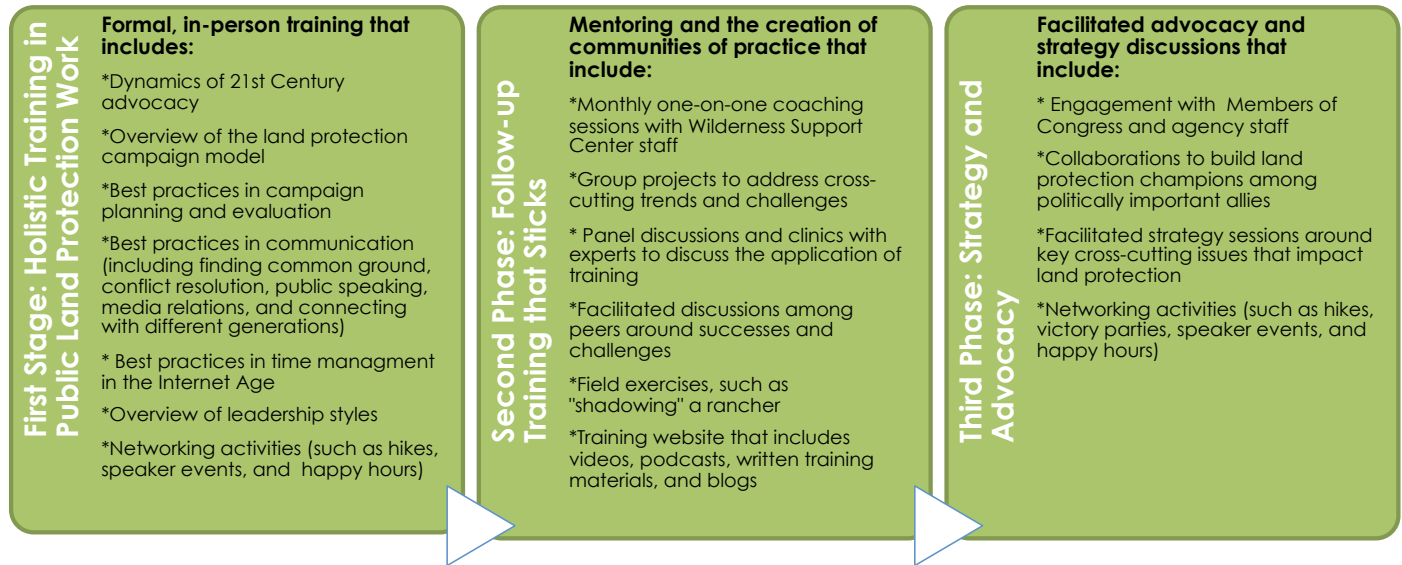 First Stage: Holistic Training in
Public Land Protection Work
Formal, in-person training that
includes:
*Dynamics of 21st Century
advocacy
*Overview of the land protection
campaign model
*Best practices in campaign
planning and evaluation
*Best practices in communication
(including finding common ground,
conflict resolution, public speaking,
media relations, and connecting
with different generations)
* Best practices in time managment
in the Internet Age
*Overview of leadership styles
*Networking activities (such as hikes,
speaker events, and  happy hours)
Second Phase: Follow-up
Training that Sticks
Mentoring and the creation of
communities of practice that
include:
*Monthly one-on-one coaching
sessions with Wilderness Support
Center staff
*Group projects to address cross-
cutting trends and challenges
* Panel discussions and clinics with
experts to discuss the application of
training
*Facilitated discussions among
peers around successes and
challenges
*Field exercises, such as
"shadowing" a rancher
*Training website that includes
videos, podcasts, written training
materials, and blogs
Third Phase: Strategy and
Advocacy
Facilitated advocacy and
strategy discussions that
include:
* Engagement with  Members of
Congress and agency staff
*Collaborations to build land
protection champions among
politically important allies
*Facilitated strategy sessions around
key cross-cutting issues that impact
land protection
*Networking activities (such as hikes,
victory parties, speaker events, and
happy hours)